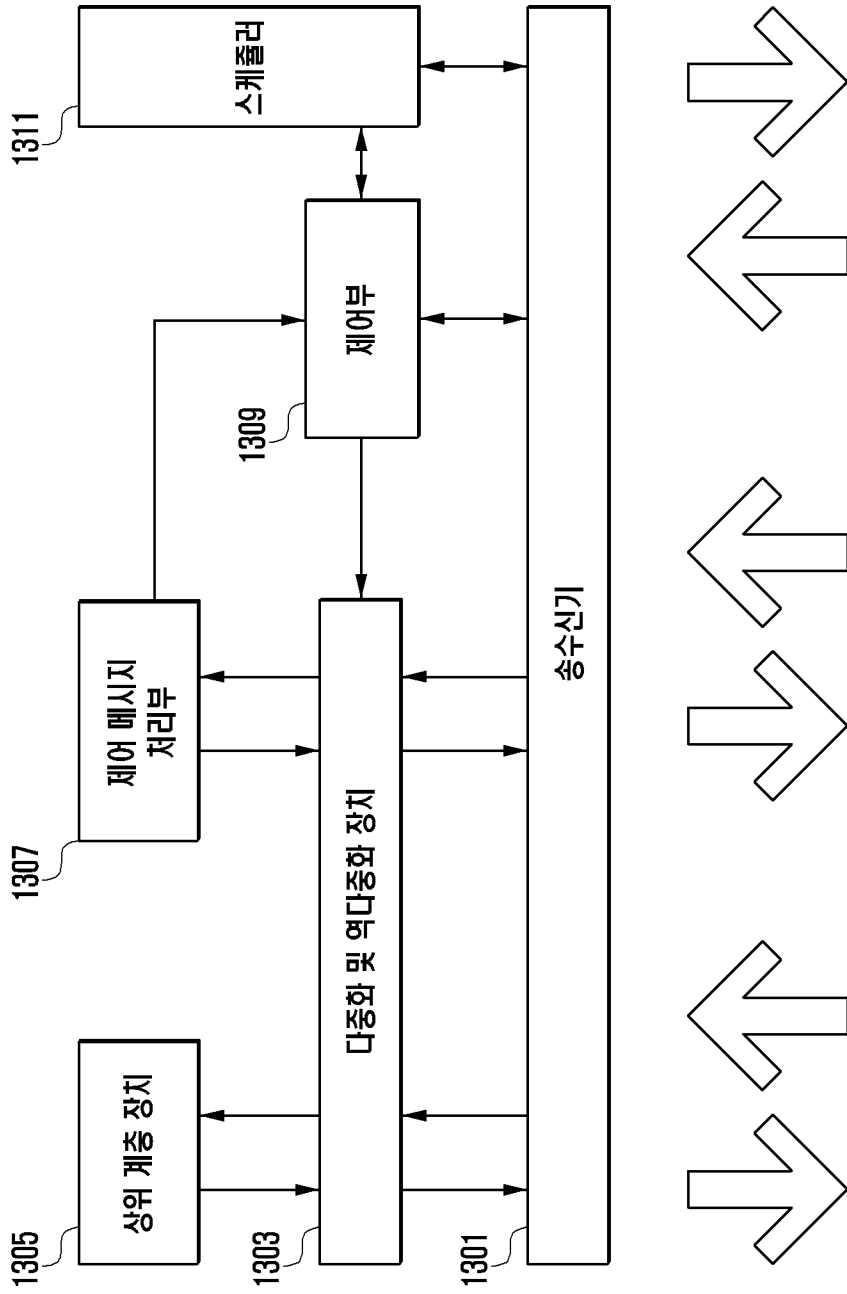 1305
상위 계층 장치
1307
제어 메시지
처리부
1311
스케쥴러
1309
제어부
1303
다중화 및 역다중화 장치
1301
송수신기